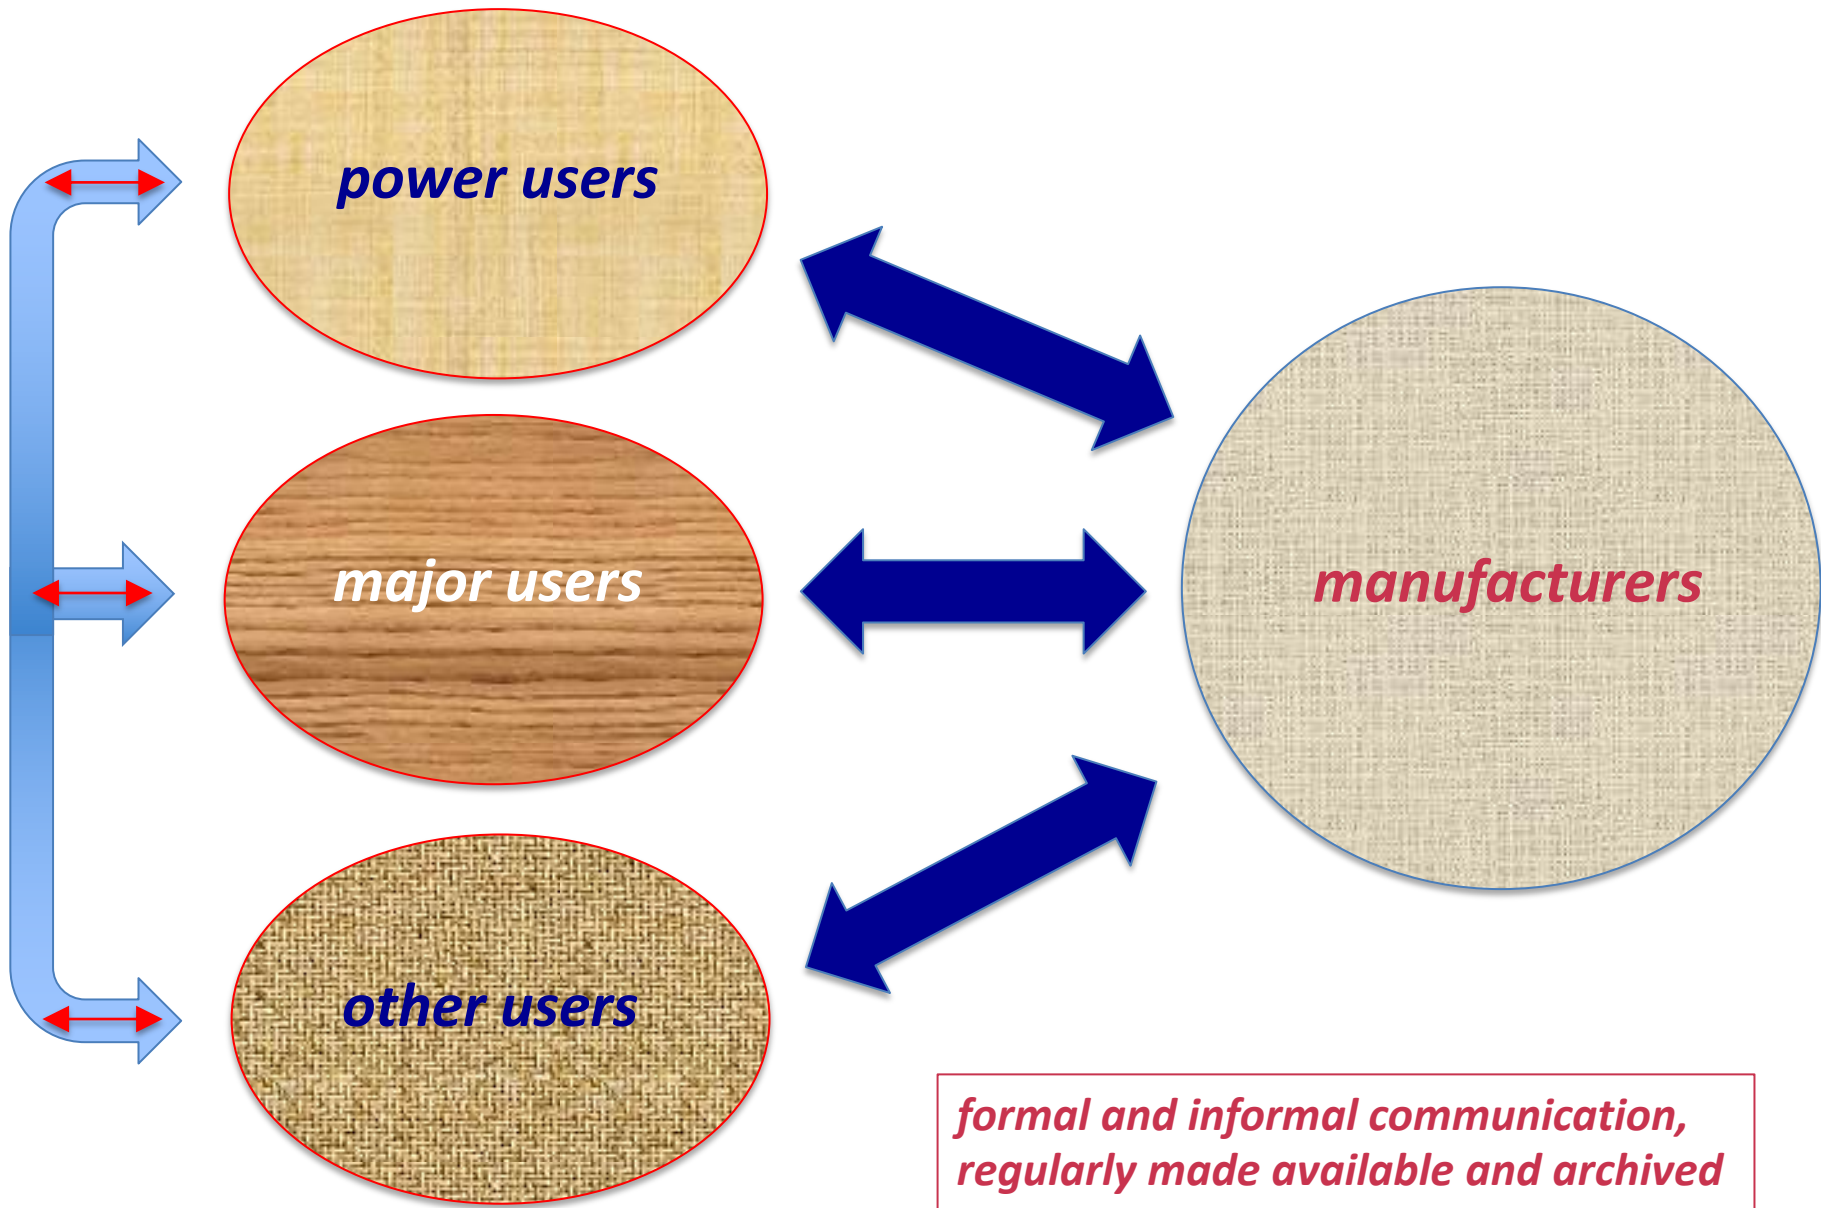 power users
major users
manufacturers
other users
formal and informal communication,
regularly made available and archived